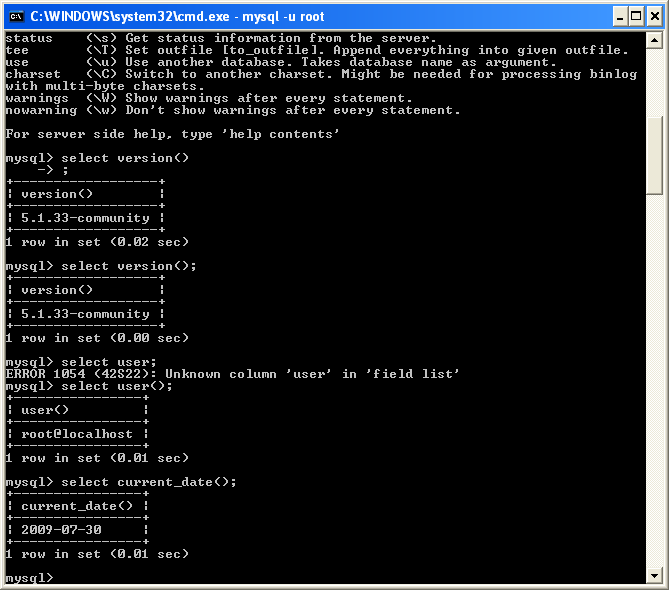 C:\WINDOWS\system32\cmd.exe - mysql -u root
status    (\s) Get status information from the server.
tee       (\T) Set outfile [to_outfile]. Append everything into given outfile.
use       (\u) Use another database. Takes database name as argument.
charset   (\C) Switch to another charset. Might be needed for processing binlog
with multi-byte charsets.
warnings  (\W) Show warnings after every statement.
nowarning (\w) Don't show warnings after every statement.
For server side help, type 'help contents'
mysql> select version()
    -> ;
+-------------------+
| version()         |
+-------------------+
| 5.1.33-community |
+-------------------+
1 row in set (0.02 sec)
mysql> select version();
+-------------------+
| version()         |
+-------------------+
| 5.1.33-community |
+-------------------+
1 row in set (0.00 sec)
mysql> select user;
ERROR 1054 (42S22): Unknown column 'user' in 'field list'
mysql> select user();
+----------------+
| user()         |
+----------------+
| root@localhost |
+----------------+
1 row in set (0.01 sec)
mysql> select current_date();
+----------------+
| current_date() |
+----------------+
| 2009-07-30     |
+----------------+
1 row in set (0.01 sec)
mysql>